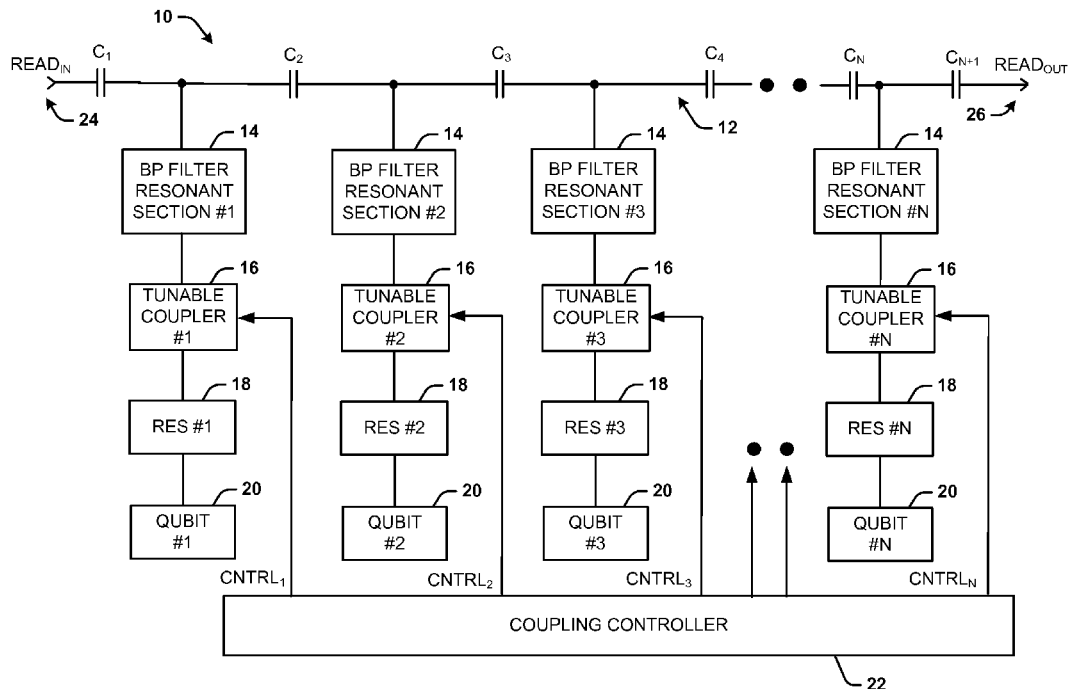 10
C1 C2 C3 C4 CN CN+1
READIN READOUT
24 12 26
14 14 14 14
BP FILTER
RESONANT
SECTION #1
BP FILTER
RESONANT
SECTION #2
BP FILTER
RESONANT
SECTION #3
BP FILTER
RESONANT
SECTION #N
16 16 16 16
TUNABLE
COUPLER
#1
TUNABLE
COUPLER
#2
TUNABLE
COUPLER
#3
TUNABLE
COUPLER
#N
18 18 18 18
RES #1 RES #2 RES #3 RES #N
20 20 20 20
QUBIT
#1
QUBIT
#2
QUBIT
#3
QUBIT
#N
CNTRL1 CNTRL2 CNTRL3 CNTRLN
COUPLING CONTROLLER
22